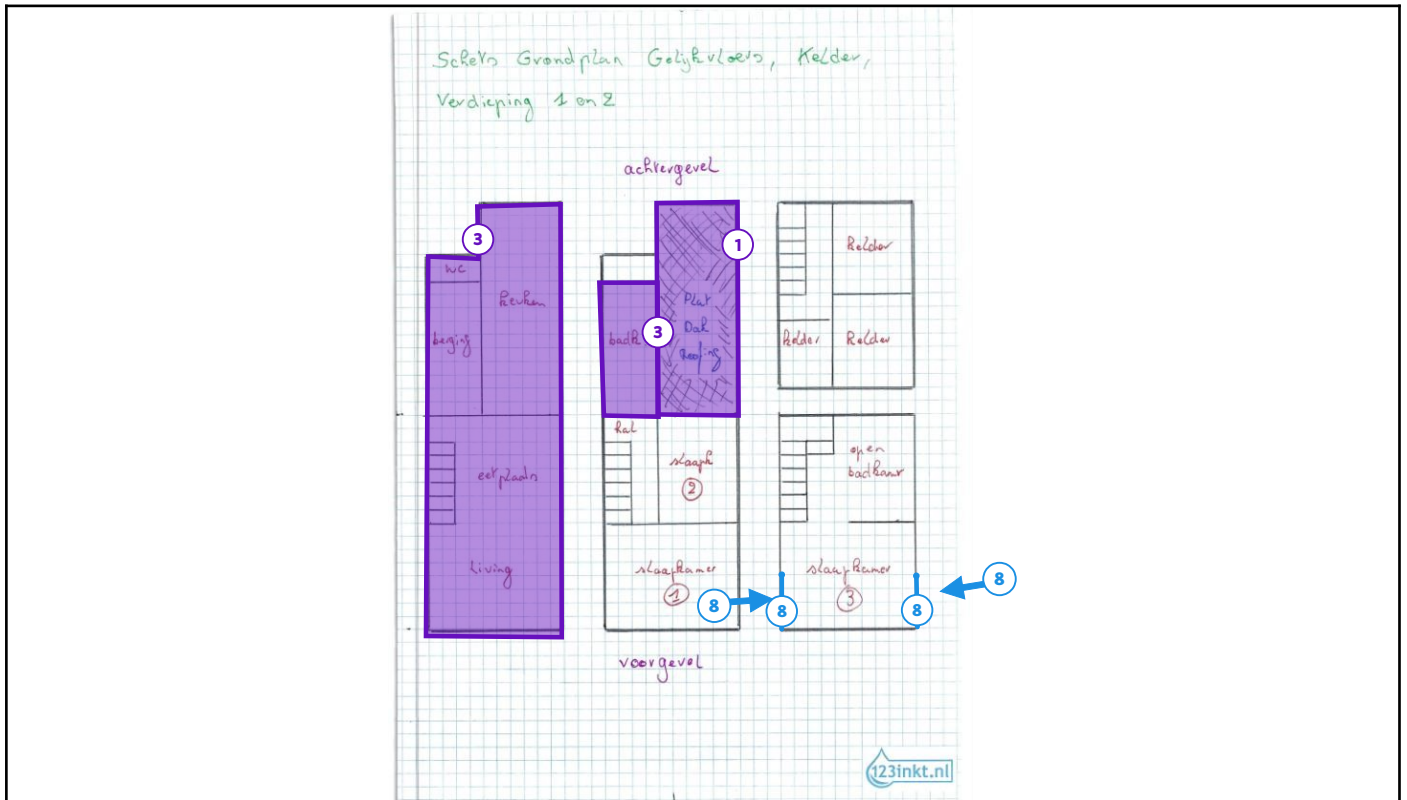 Schets Grondplan Gelijkvloers, Kelder,
Verdieping 1 en 2
achtergevel
3
wc
keuken
berging
eetplaats
living
1
Plat
Dak
Roofing
3
badk
hal
slaapk
2
slaapkamer
1
8
kelder
kelder
kelder
open
badkamer
slaapkamer
3
8
8
8
voorgevel
123inkt.nl